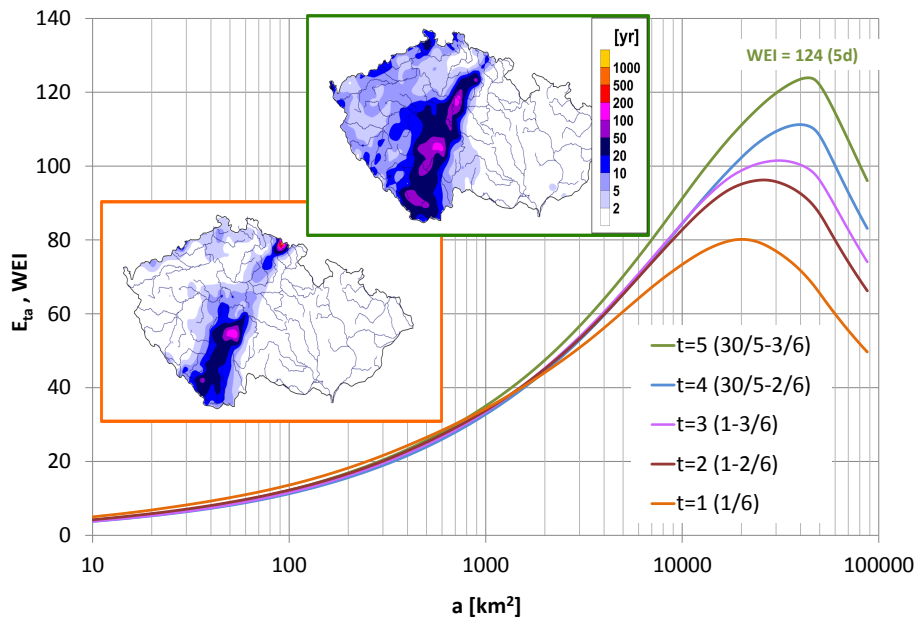 140
120
100
80
60
40
20
0
E_ta , WEI
[yr]
1000
500
200
100
50
20
10
5
2
WEI = 124 (5d)
t=5 (30/5-3/6)
t=4 (30/5-2/6)
t=3 (1-3/6)
t=2 (1-2/6)
t=1 (1/6)
10
100
1000
10000
100000
a [km²]